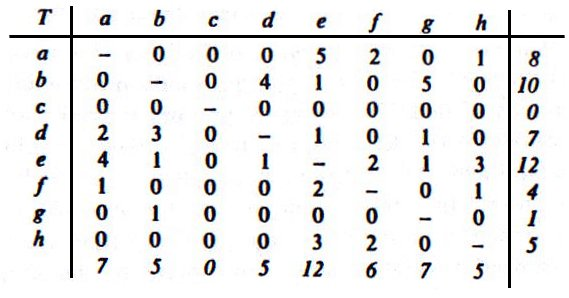 T a b c d e f g h
a – 0 0 0 5 2 0 1 8
b 0 – 0 4 1 0 5 0 10
c 0 0 – 0 0 0 0 0 0
d 2 3 0 – 1 0 1 0 7
e 4 1 0 1 – 2 1 3 12
f 1 0 0 0 2 – 0 1 4
g 0 1 0 0 0 0 – 0 1
h 0 0 0 0 3 2 0 – 5
7 5 0 5 12 6 7 5